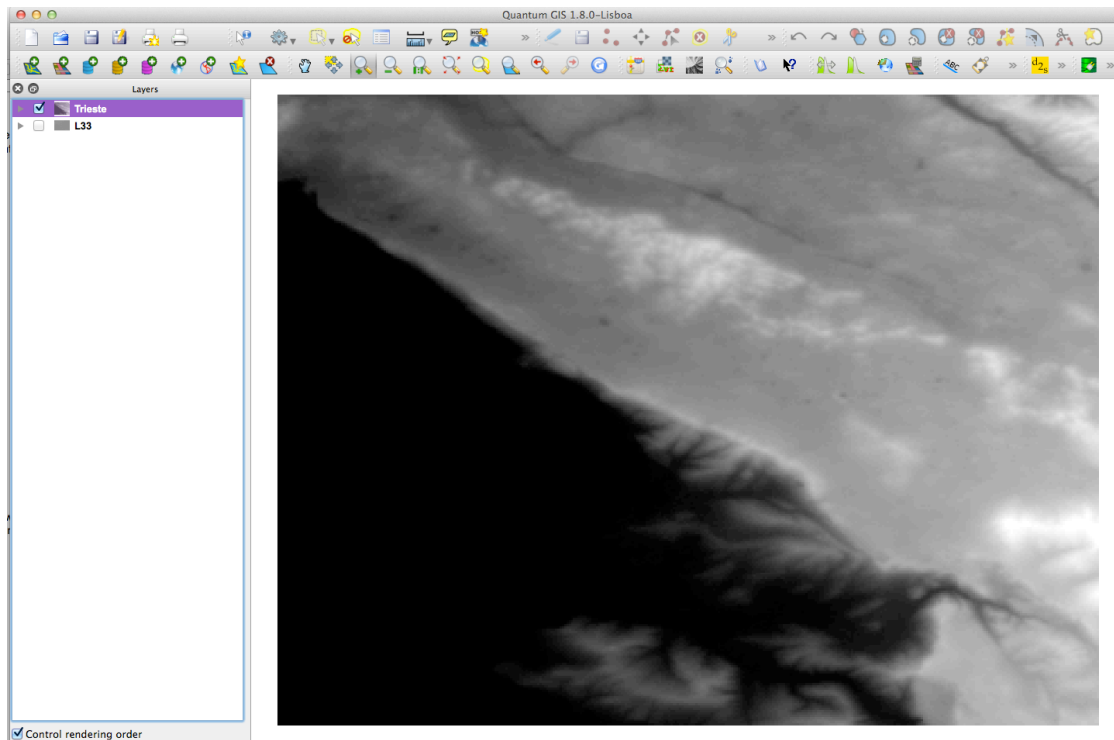 Quantum GIS 1.8.0-Lisboa
Layers
Trieste
L33
Control rendering order